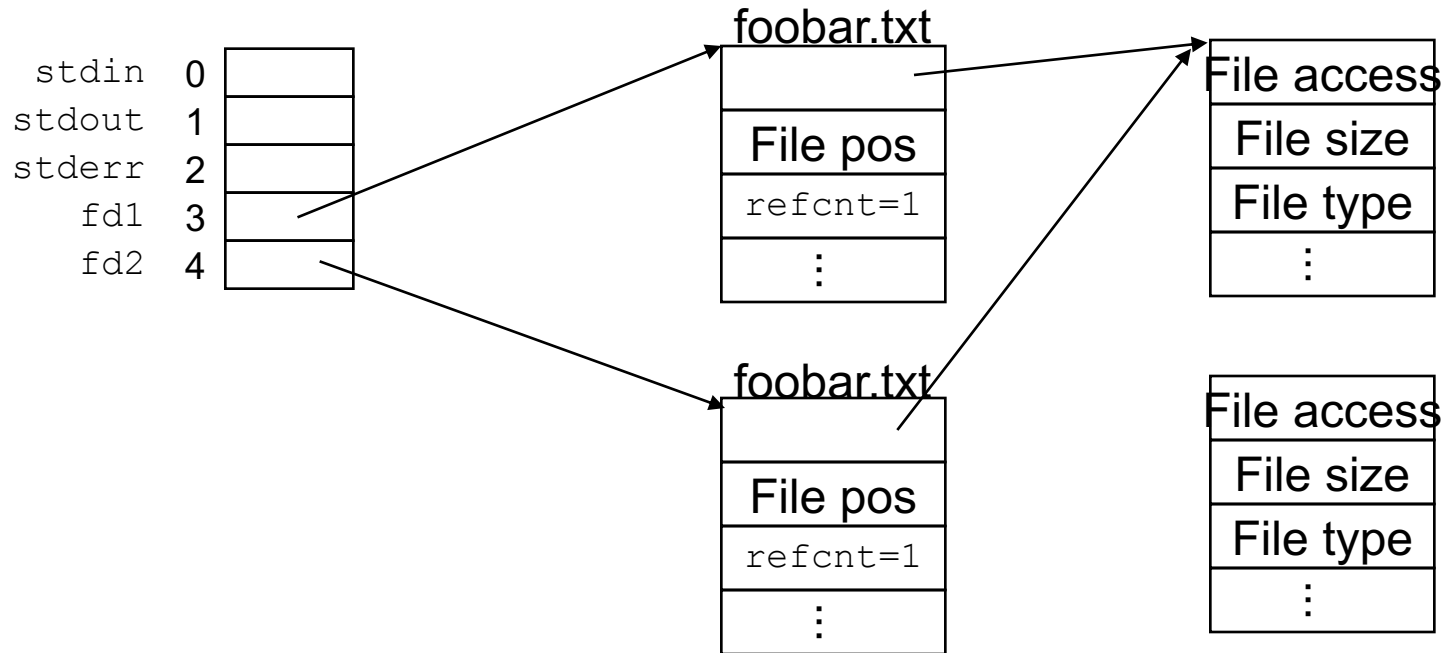 stdin 0
stdout 1
stderr 2
fd1 3
fd2 4
foobar.txt
File pos
refcnt=1
⋮
foobar.txt
File pos
refcnt=1
⋮
File access
File size
File type
⋮
File access
File size
File type
⋮